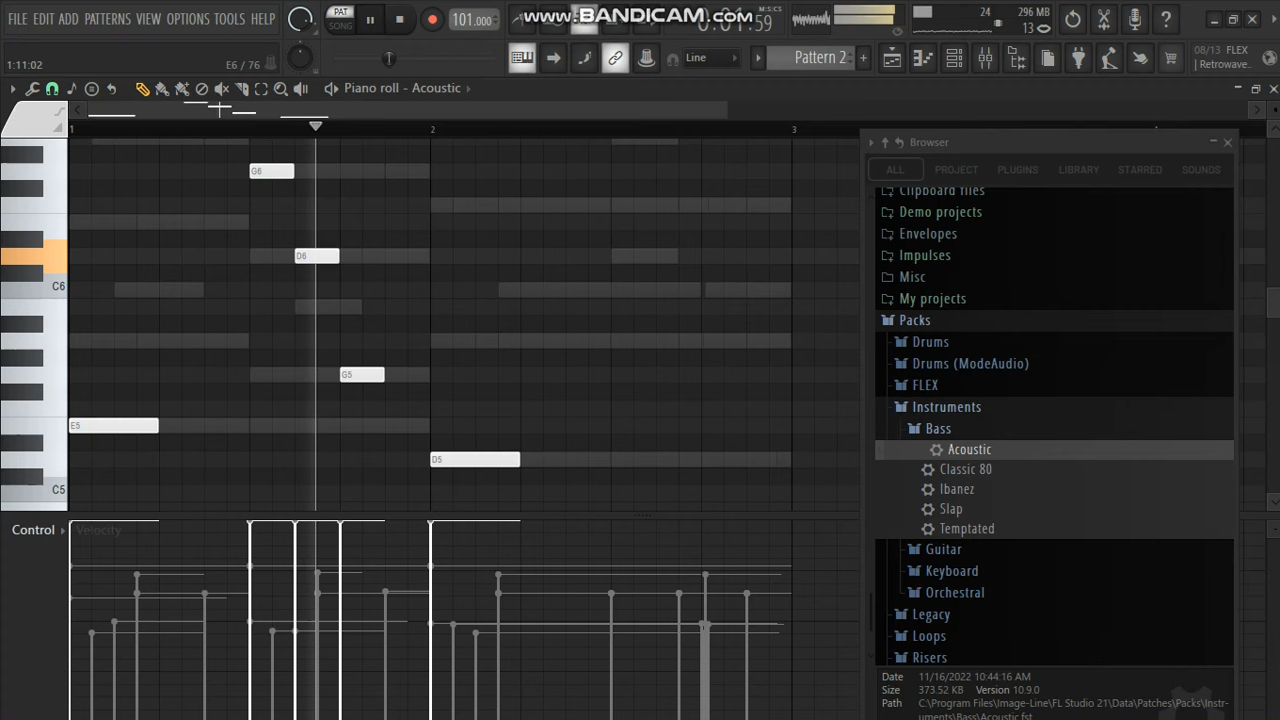 FILE EDIT ADD PATTERNS VIEW OPTIONS TOOLS HELP
PAT
SONG
101.000
www.BANDICAM.com
0:01:59
M:S:CS
24
296 MB
13
1:11:02
E6 / 76
Line
Pattern 2
08/13 FLEX
Retrowave..
Piano roll - Acoustic
1
2
3
G6
D6
C6
G5
E5
D5
C5
Control
Velocity
Browser
ALL
PROJECT
PLUGINS
LIBRARY
STARRED
SOUNDS
Clipboard files
Demo projects
Envelopes
Impulses
Misc
My projects
Packs
Drums
Drums (ModeAudio)
FLEX
Instruments
Bass
Acoustic
Classic 80
Ibanez
Slap
Temptated
Guitar
Keyboard
Orchestral
Legacy
Loops
Risers
Date 11/16/2022 10:44:16 AM
Size 373.52 KB Version 10.9.0
Path C:\Program Files\Image-Line\FL Studio 21\Data\Patches\Packs\Instr-
uments\Bass\Acoustic.fst